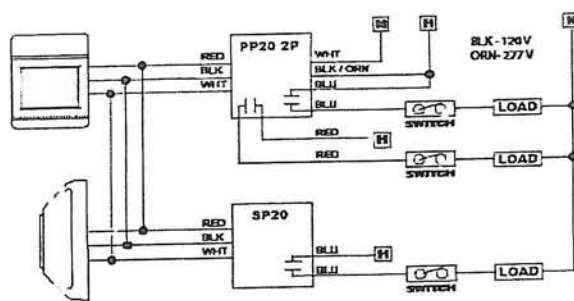 PP20 2P
RED
BLK
WHT
WHT
BLK / ORN
BLU
BLU
N
H
BLK-120V
ORN-277V
N
SWITCH
LOAD
RED
H
RED
SWITCH
LOAD
SP20
RED
BLK
WHT
BLU
H
BLU
SWITCH
LOAD